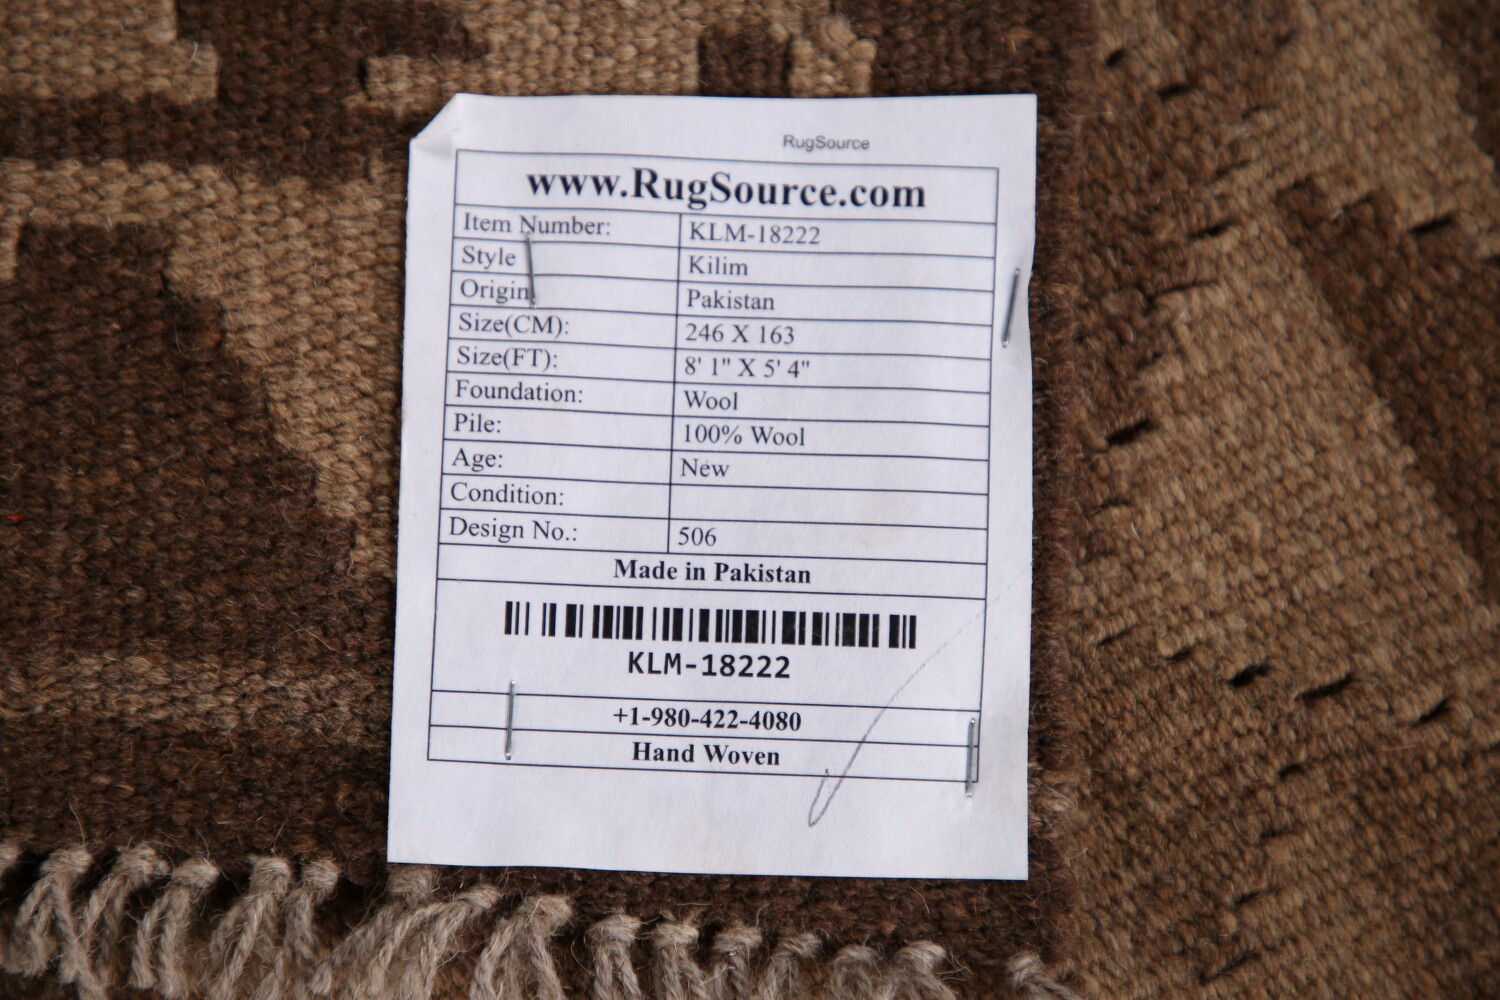 RugSource
www.RugSource.com
Item Number: KLM-18222
Style Kilim
Origin Pakistan
Size(CM): 246 X 163
Size(FT): 8' 1" X 5' 4"
Foundation: Wool
Pile: 100% Wool
Age: New
Condition:
Design No.: 506
Made in Pakistan
KLM-18222
+1-980-422-4080
Hand Woven